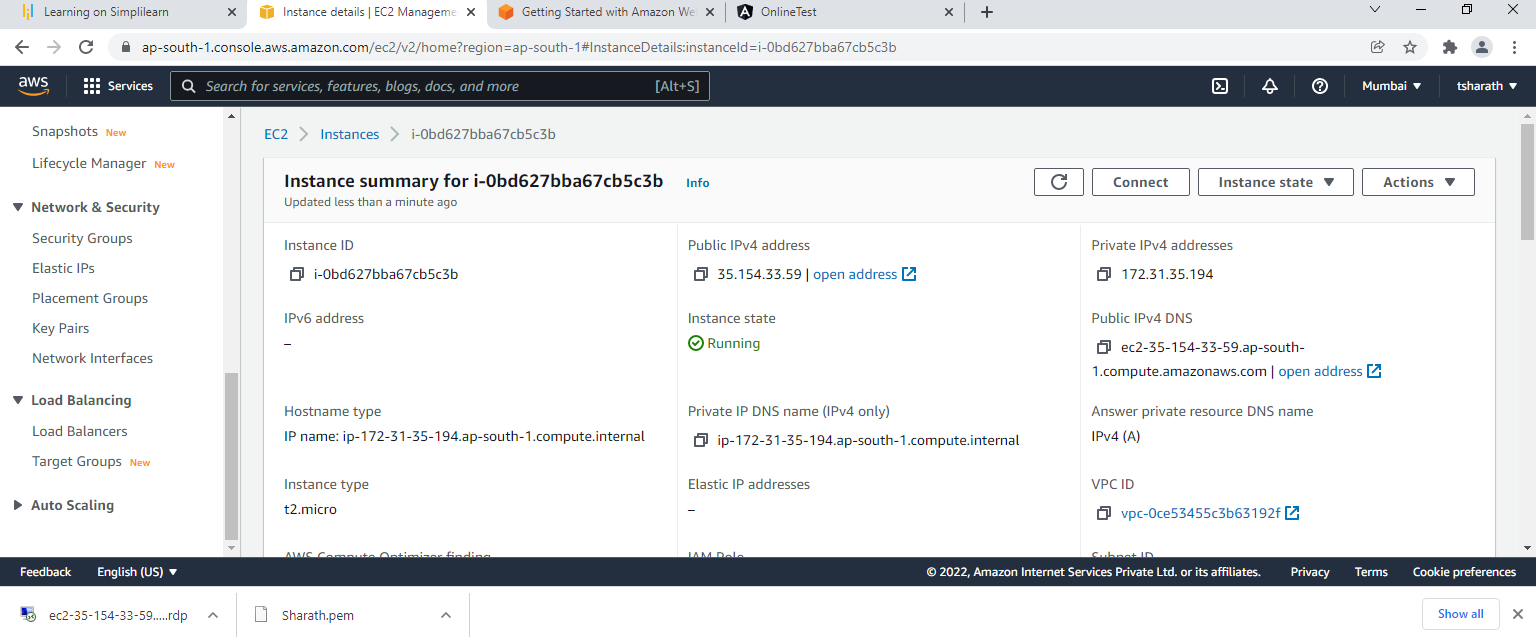 Learning on Simplilearn
Instance details | EC2 Manageme
Getting Started with Amazon We
OnlineTest
ap-south-1.console.aws.amazon.com/ec2/v2/home?region=ap-south-1#InstanceDetails:instanceId=i-0bd627bba67cb5c3b
aws
Services
Search for services, features, blogs, docs, and more
[Alt+S]
Mumbai
tsharath
Snapshots New
Lifecycle Manager New
Network & Security
Security Groups
Elastic IPs
Placement Groups
Key Pairs
Network Interfaces
Load Balancing
Load Balancers
Target Groups New
Auto Scaling
EC2 Instances i-0bd627bba67cb5c3b
Instance summary for i-0bd627bba67cb5c3b Info
Updated less than a minute ago
Connect
Instance state
Actions
Instance ID
i-0bd627bba67cb5c3b
Public IPv4 address
35.154.33.59 | open address
Private IPv4 addresses
172.31.35.194
IPv6 address
–
Instance state
Running
Public IPv4 DNS
ec2-35-154-33-59.ap-south-
1.compute.amazonaws.com | open address
Hostname type
IP name: ip-172-31-35-194.ap-south-1.compute.internal
Private IP DNS name (IPv4 only)
ip-172-31-35-194.ap-south-1.compute.internal
Answer private resource DNS name
IPv4 (A)
Instance type
t2.micro
Elastic IP addresses
–
VPC ID
vpc-0ce53455c3b63192f
AWS Compute Optimizer finding
IAM Role
Subnet ID
Feedback
English (US)
© 2022, Amazon Internet Services Private Ltd. or its affiliates.
Privacy
Terms
Cookie preferences
ec2-35-154-33-59.....rdp
Sharath.pem
Show all